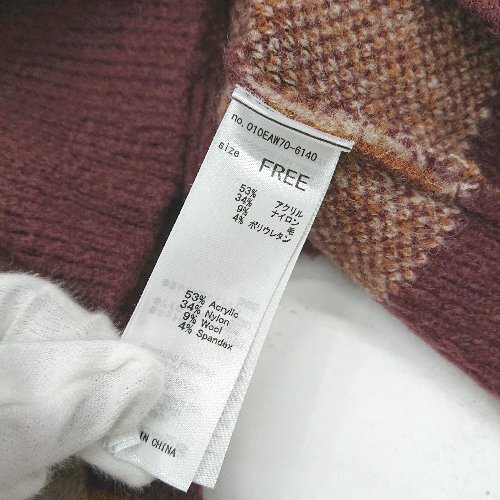 no. 010EAW70-6140
size FREE
53% アクリル
34% ナイロン
9% 毛
4% ポリウレタン
53% Acrylic
34% Nylon
9% Wool
4% Spandex
IN CHINA